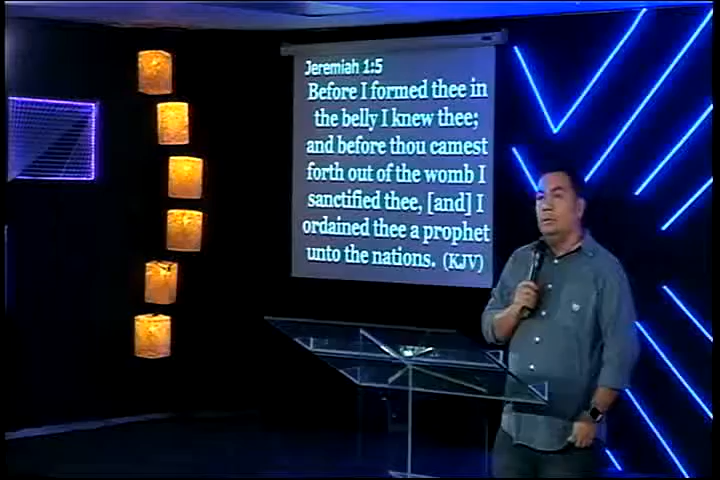 Jeremiah 1:5
Before I formed thee in
the belly I knew thee;
and before thou camest
forth out of the womb I
sanctified thee, [and] I
ordained thee a prophet
unto the nations. (KJV)